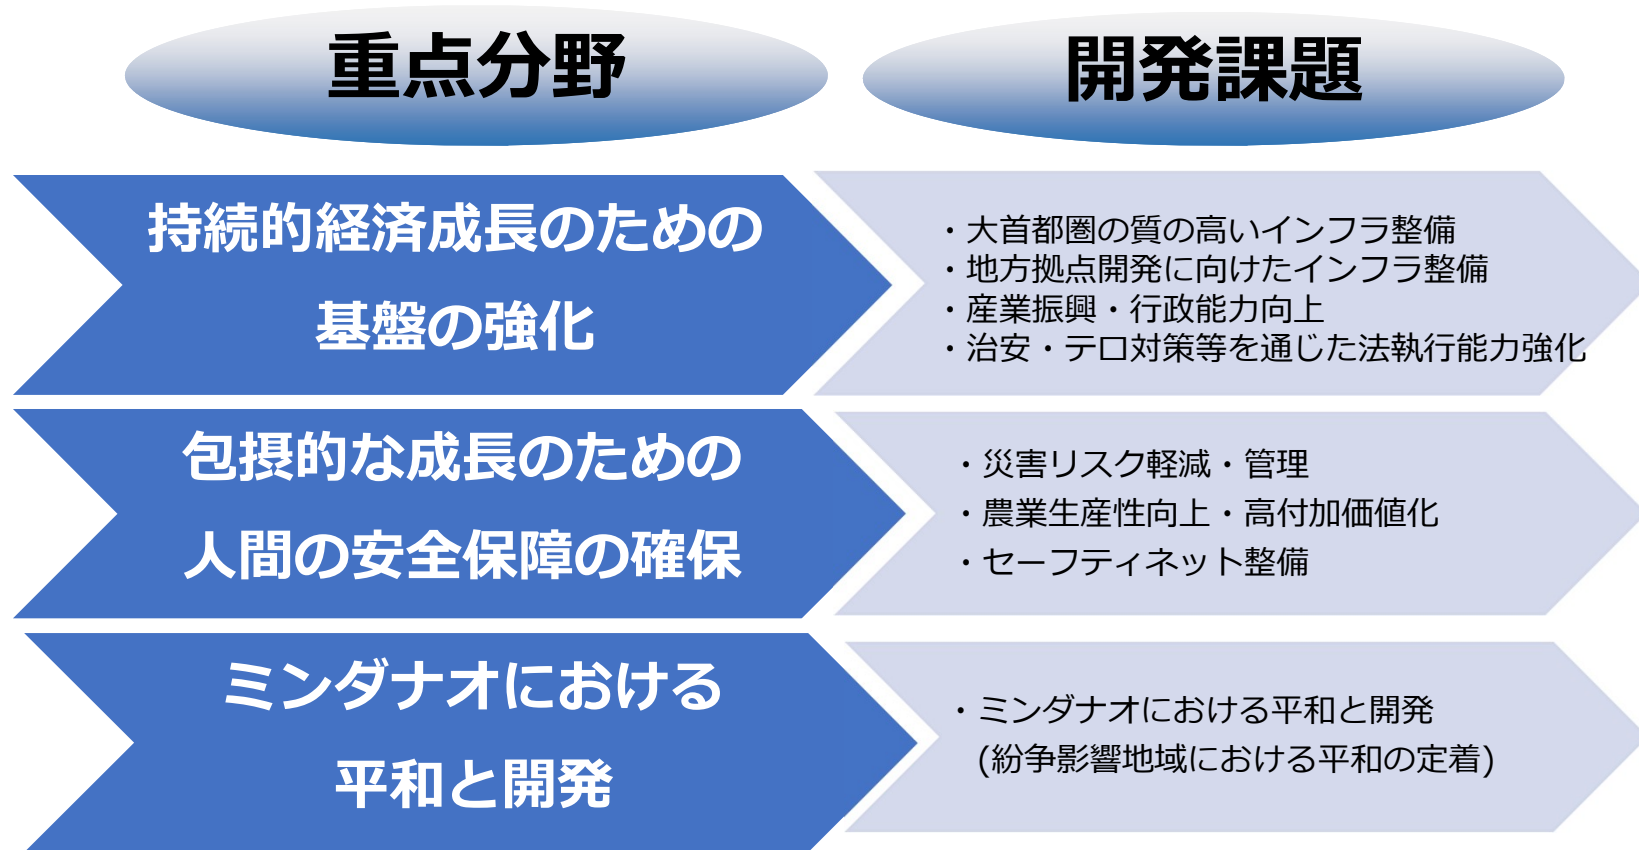 重点分野
開発課題
持続的経済成長のための
基盤の強化
・大首都圏の質の高いインフラ整備
・地方拠点開発に向けたインフラ整備
・産業振興・行政能力向上
・治安・テロ対策等を通じた法執行能力強化
包摂的な成長のための
人間の安全保障の確保
・災害リスク軽減・管理
・農業生産性向上・高付加価値化
・セーフティネット整備
ミンダナオにおける
平和と開発
・ミンダナオにおける平和と開発
(紛争影響地域における平和の定着)